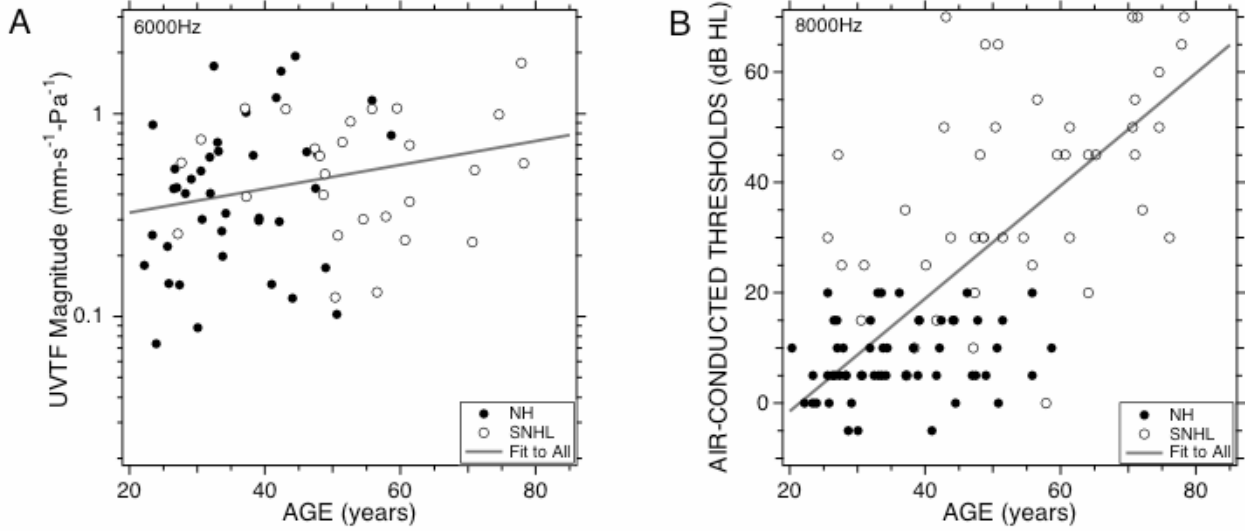 A
6000Hz
UVTF Magnitude (mm-s⁻¹-Pa⁻¹)
1
0.1
NH
SNHL
Fit to All
20
40
60
80
AGE (years)
B
8000Hz
AIR-CONDUCTED THRESHOLDS (dB HL)
60
40
20
0
NH
SNHL
Fit to All
20
40
60
80
AGE (years)